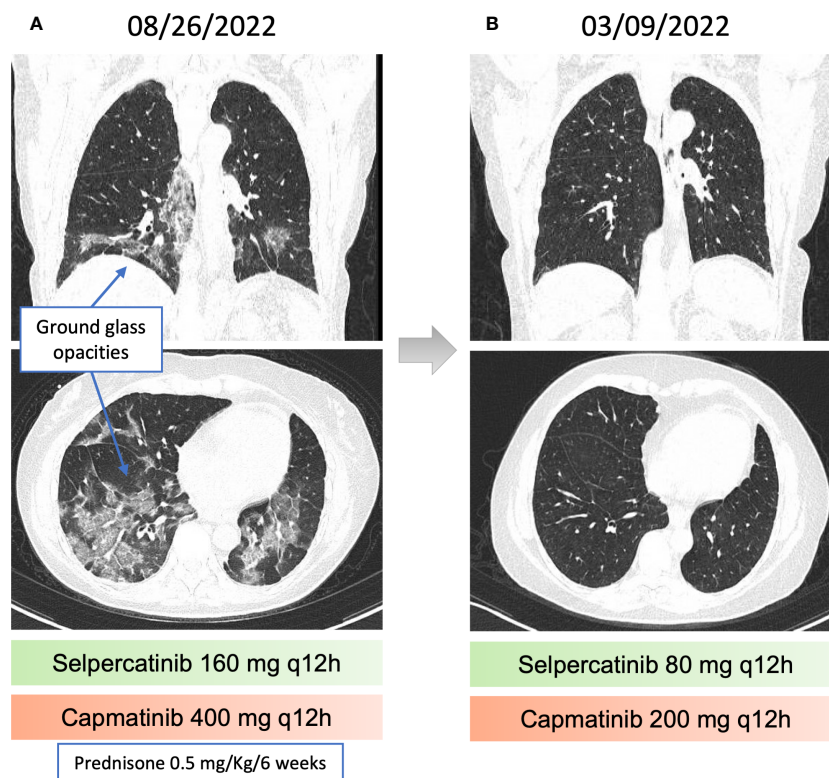 A
08/26/2022
B
03/09/2022
Ground glass
opacities
Selpercatinib 160 mg q12h
Capmatinib 400 mg q12h
Prednisone 0.5 mg/Kg/6 weeks
Selpercatinib 80 mg q12h
Capmatinib 200 mg q12h